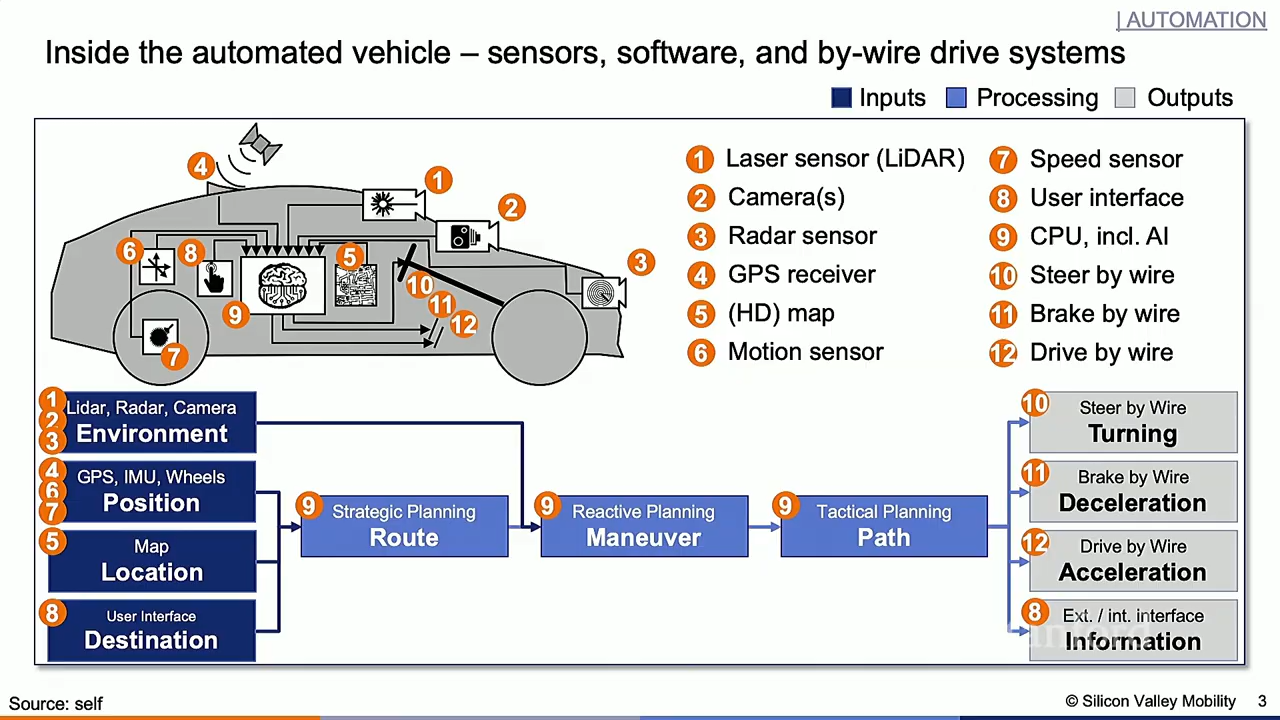 | AUTOMATION
Inside the automated vehicle – sensors, software, and by-wire drive systems
Inputs
Processing
Outputs
4
1
2
6
8
5
3
10
11
9
12
7
1 Laser sensor (LiDAR)
2 Camera(s)
3 Radar sensor
4 GPS receiver
5 (HD) map
6 Motion sensor
7 Speed sensor
8 User interface
9 CPU, incl. AI
10 Steer by wire
11 Brake by wire
12 Drive by wire
1
2
3
Lidar, Radar, Camera
Environment
4
6
7
GPS, IMU, Wheels
Position
5
Map
Location
8
User Interface
Destination
9
Strategic Planning
Route
9
Reactive Planning
Maneuver
9
Tactical Planning
Path
10
Steer by Wire
Turning
11
Brake by Wire
Deceleration
12
Drive by Wire
Acceleration
8
Ext. / int. interface
Information
Source: self
© Silicon Valley Mobility 3